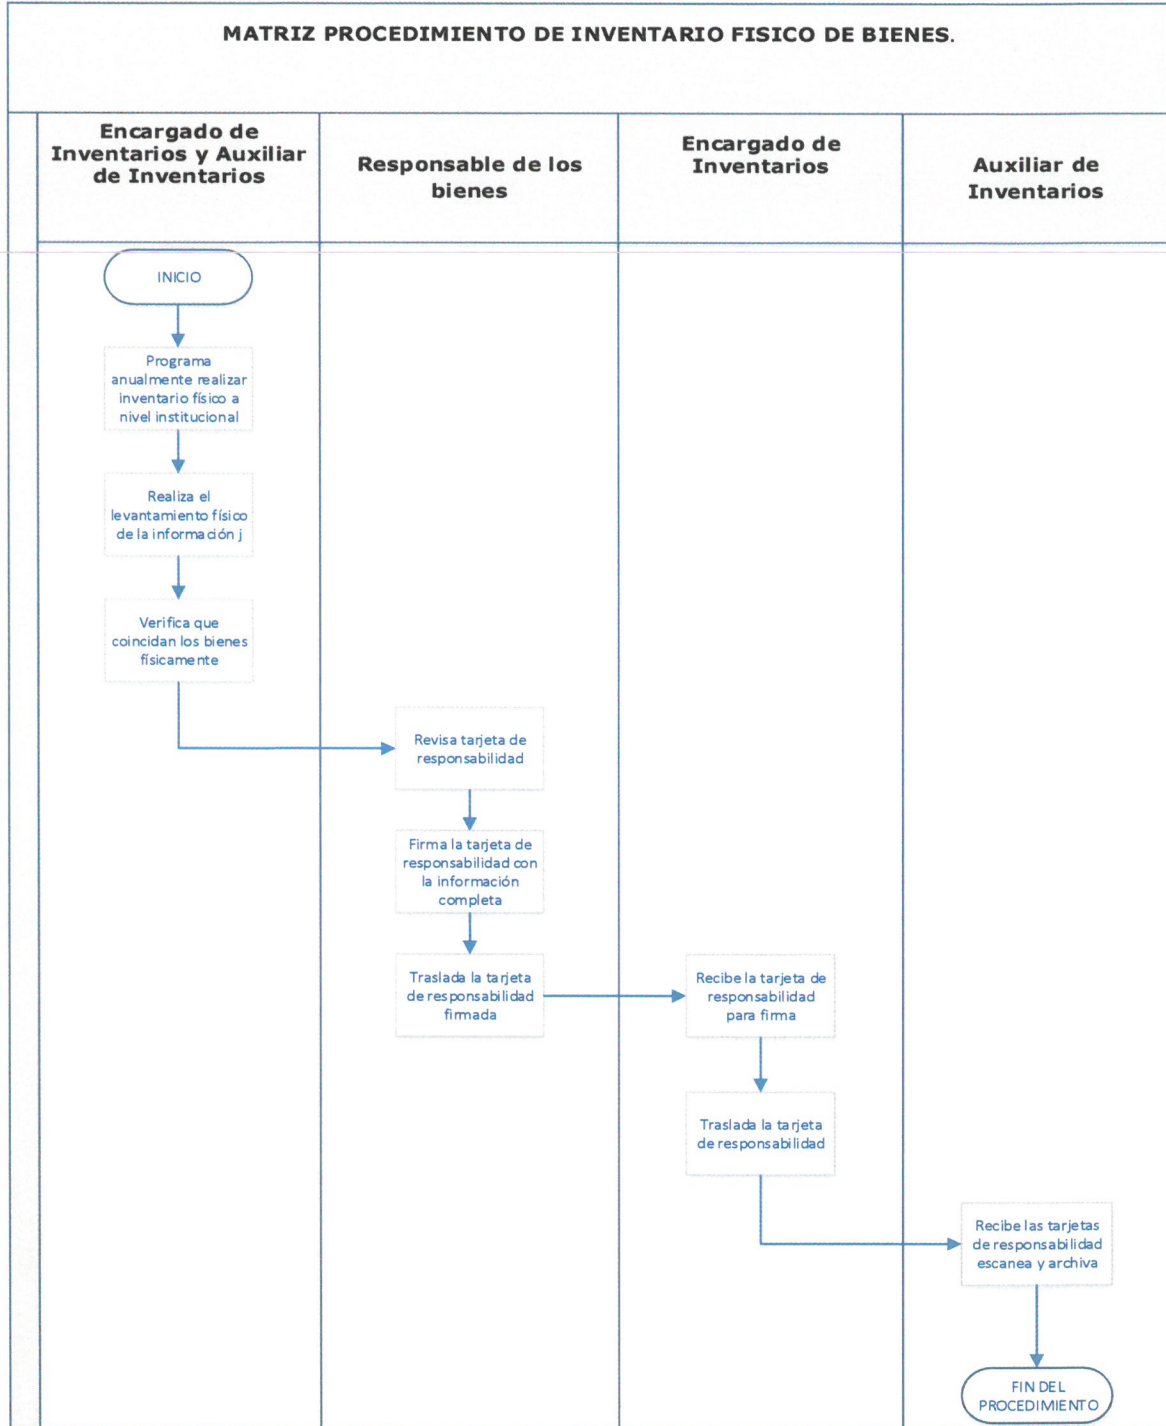 MATRIZ PROCEDIMIENTO DE INVENTARIO FISICO DE BIENES.
Encargado de
Inventarios y Auxiliar
de Inventarios
Responsable de los
bienes
Encargado de
Inventarios
Auxiliar de
Inventarios
INICIO
Programa
anualmente realizar
inventario físico a
nivel institucional
Realiza el
levantamiento físico
de la información j
Verifica que
coincidan los bienes
físicamente
Revisa tarjeta de
responsabilidad
Firma la tarjeta de
responsabilidad con
la información
completa
Traslada la tarjeta
de responsabilidad
firmada
Recibe la tarjeta de
responsabilidad
para firma
Traslada la tarjeta
de responsabilidad
Recibe las tarjetas
de responsabilidad
escanea y archiva
FIN DEL
PROCEDIMIENTO